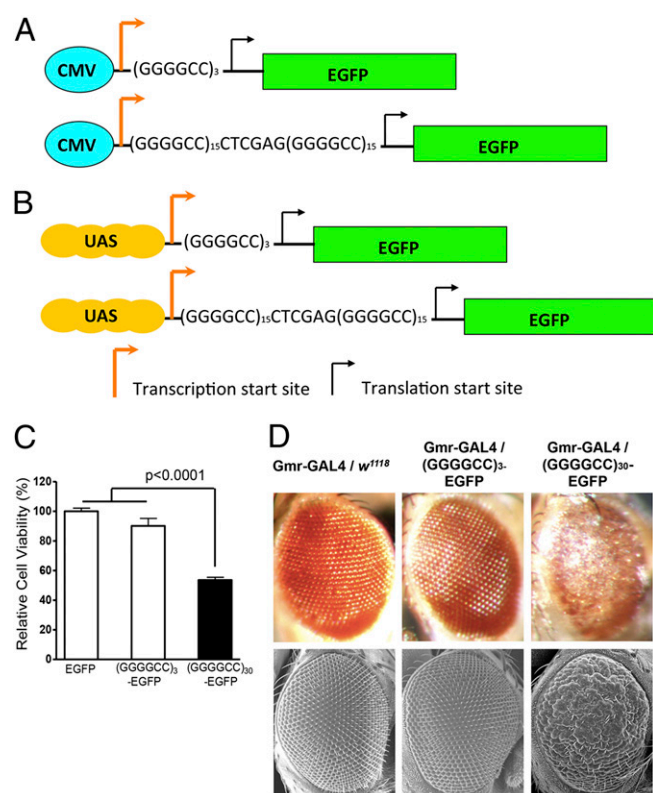 A
CMV
(GGGGCC)₃
EGFP
CMV
(GGGGCC)₁₅CTCGAG(GGGGCC)₁₅
EGFP
B
UAS
(GGGGCC)₃
EGFP
UAS
(GGGGCC)₁₅CTCGAG(GGGGCC)₁₅
EGFP
Transcription start site
Translation start site
C
p<0.0001
Relative Cell Viability (%)
120
100
80
60
40
20
0
EGFP
(GGGGCC)₃
-EGFP
(GGGGCC)₃₀
-EGFP
D
Gmr-GAL4 / w¹¹¹⁸
Gmr-GAL4 /
(GGGGCC)₃-
EGFP
Gmr-GAL4 /
(GGGGCC)₃₀-
EGFP